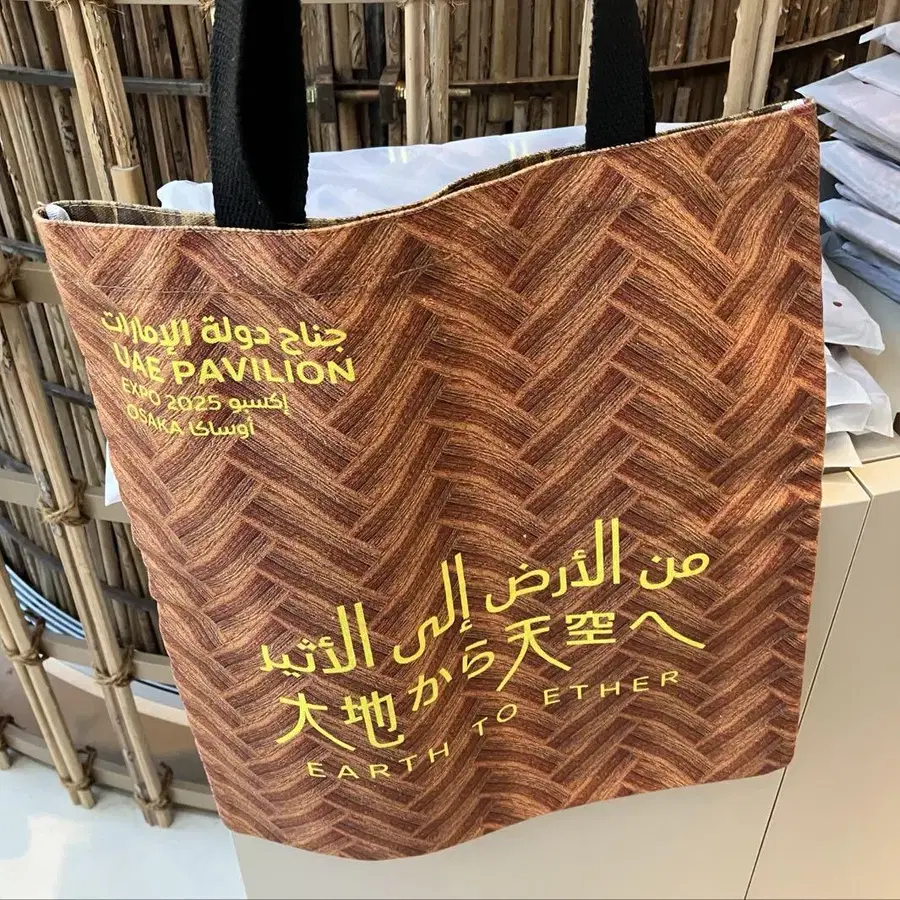 جناح دولة الإمارات
UAE PAVILION
EXPO 2025 إكسبو
OSAKA أوساكا
من الأرض إلى الأثير
大地から天空へ
EARTH TO ETHER